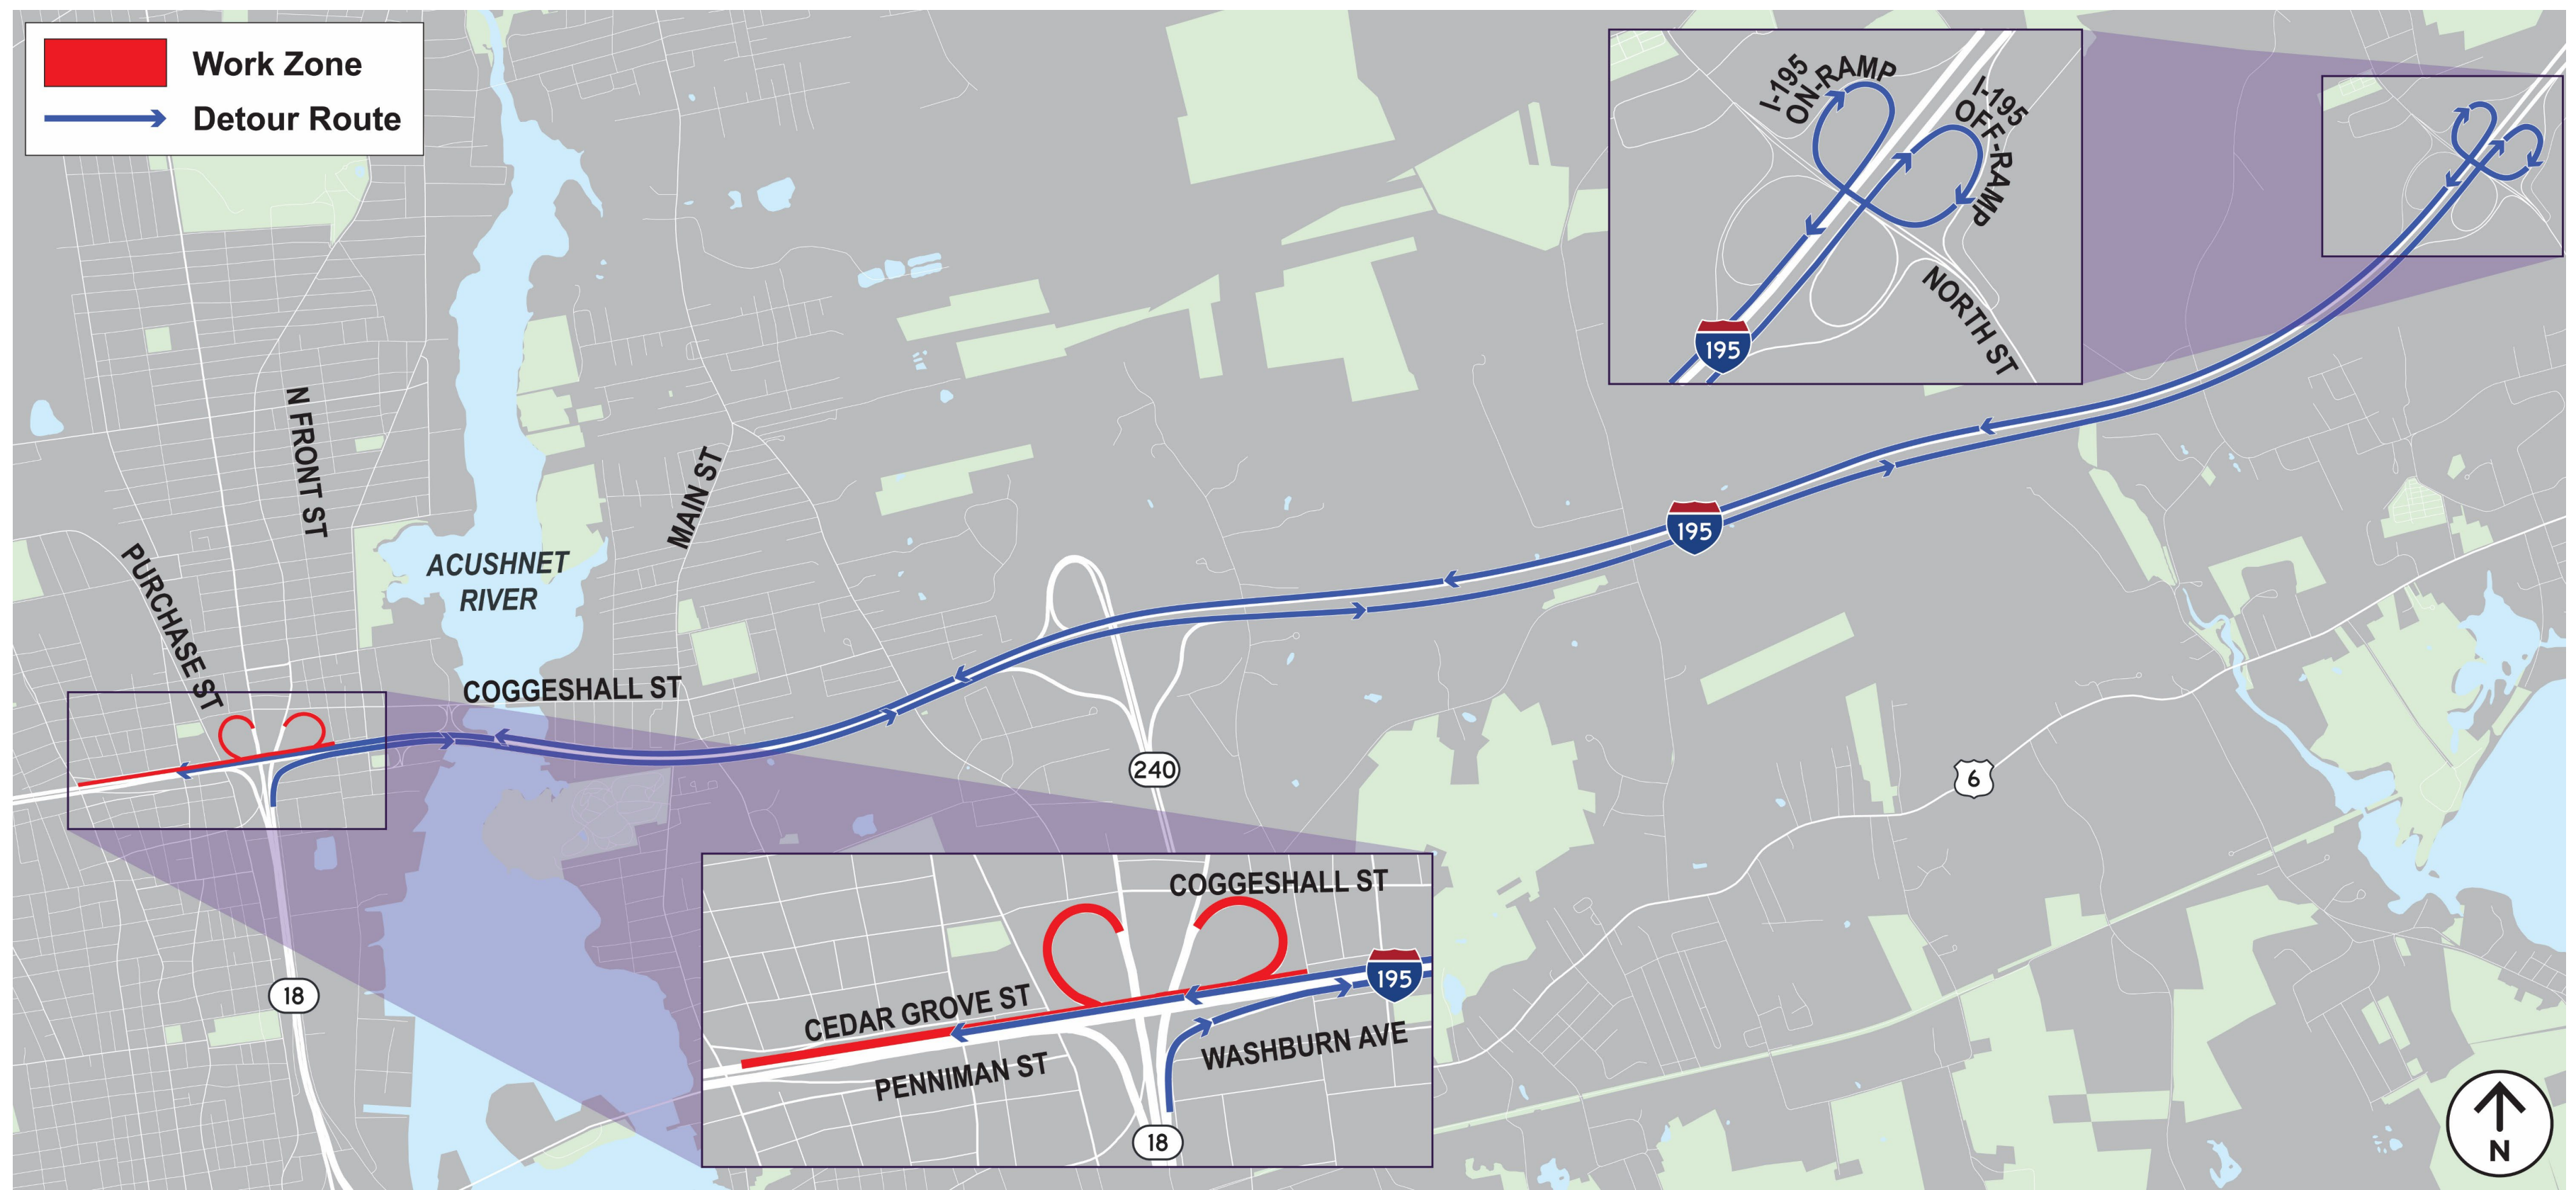 Work Zone
Detour Route
I-195
ON-RAMP
I-195
OFF-RAMP
NORTH ST
195
N FRONT ST
MAIN ST
PURCHASE ST
ACUSHNET
RIVER
195
COGGESHALL ST
240
6
18
COGGESHALL ST
195
CEDAR GROVE ST
WASHBURN AVE
PENNIMAN ST
18
N